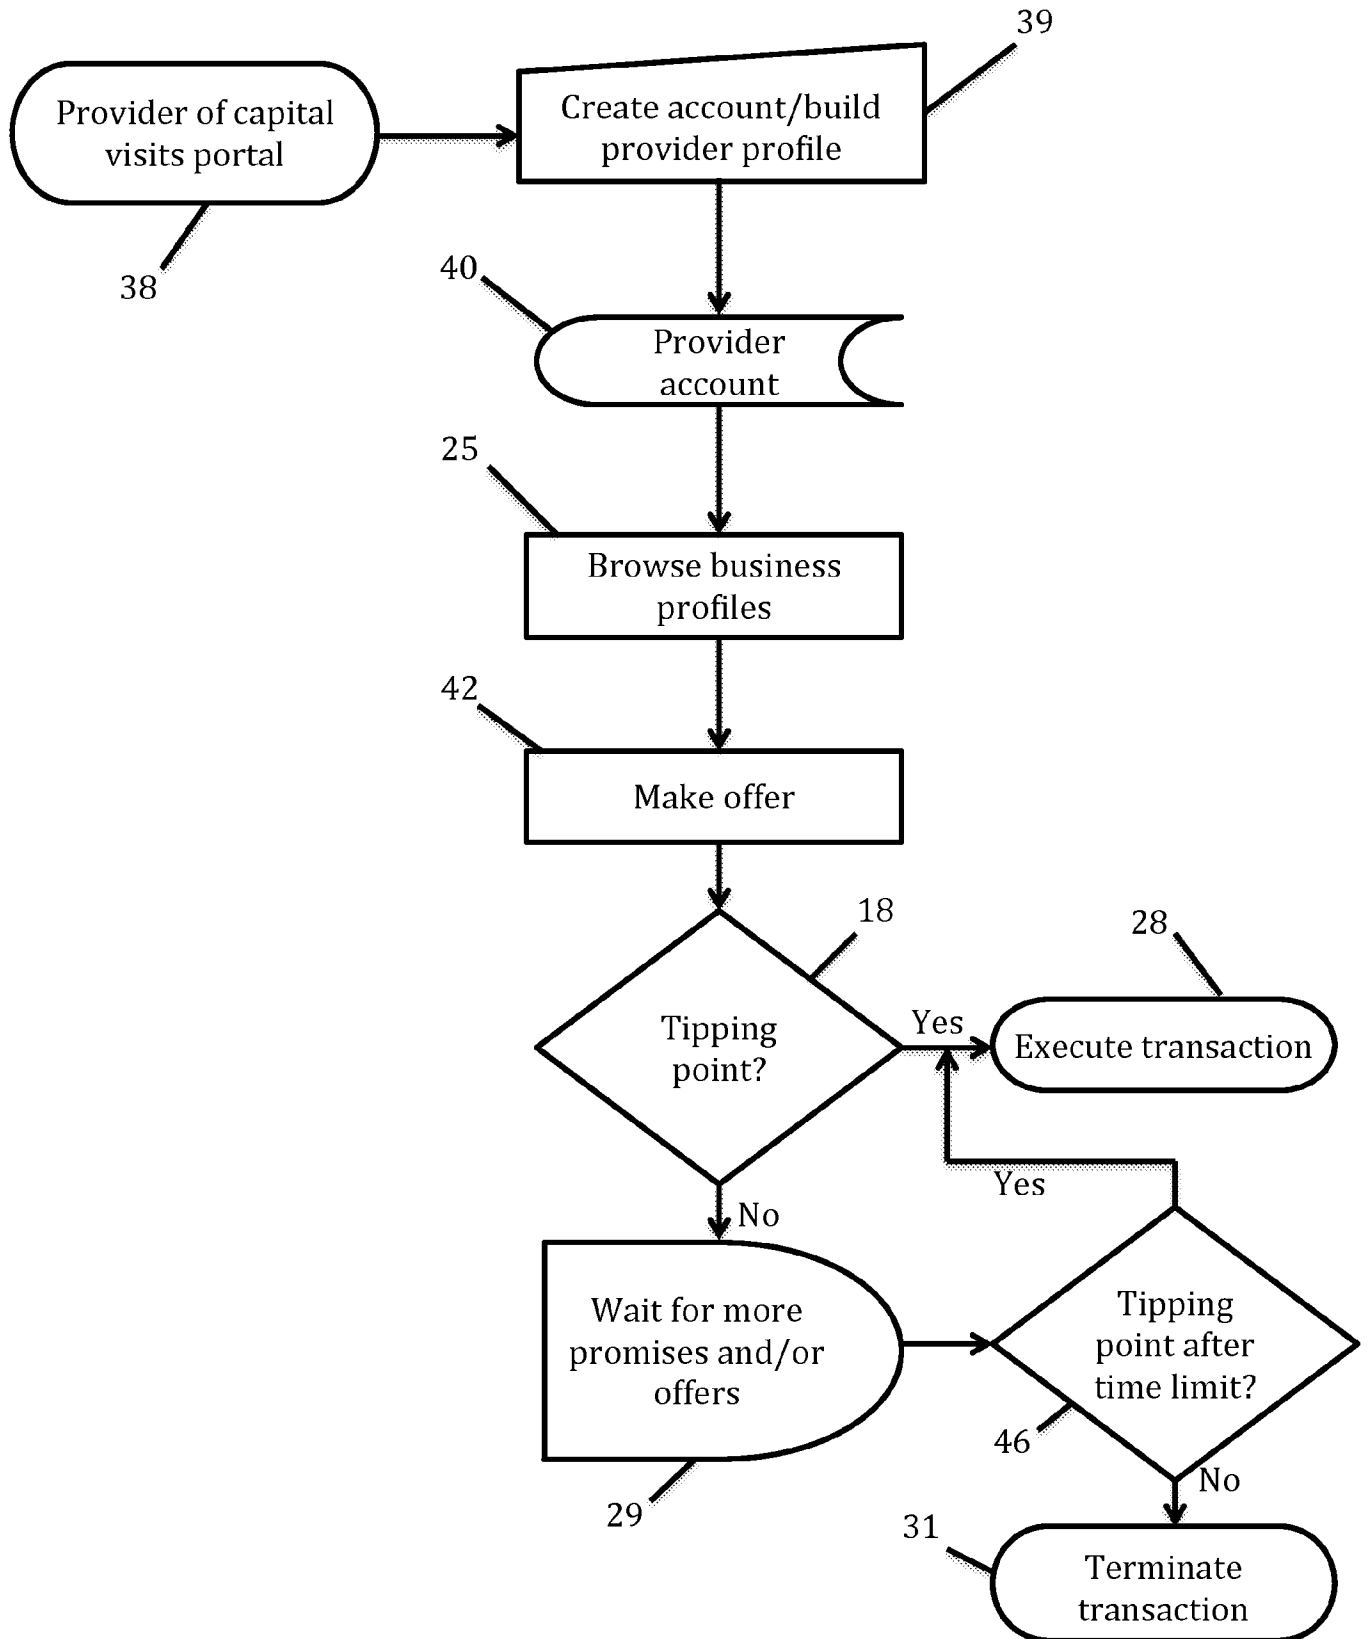 39
Provider of capital
visits portal
Create account/build
provider profile
38
40
Provider
account
25
Browse business
profiles
42
Make offer
18
28
Tipping
point?
Yes
Execute transaction
Yes
No
Wait for more
promises and/or
offers
Tipping
point after
time limit?
46
No
29
31
Terminate
transaction